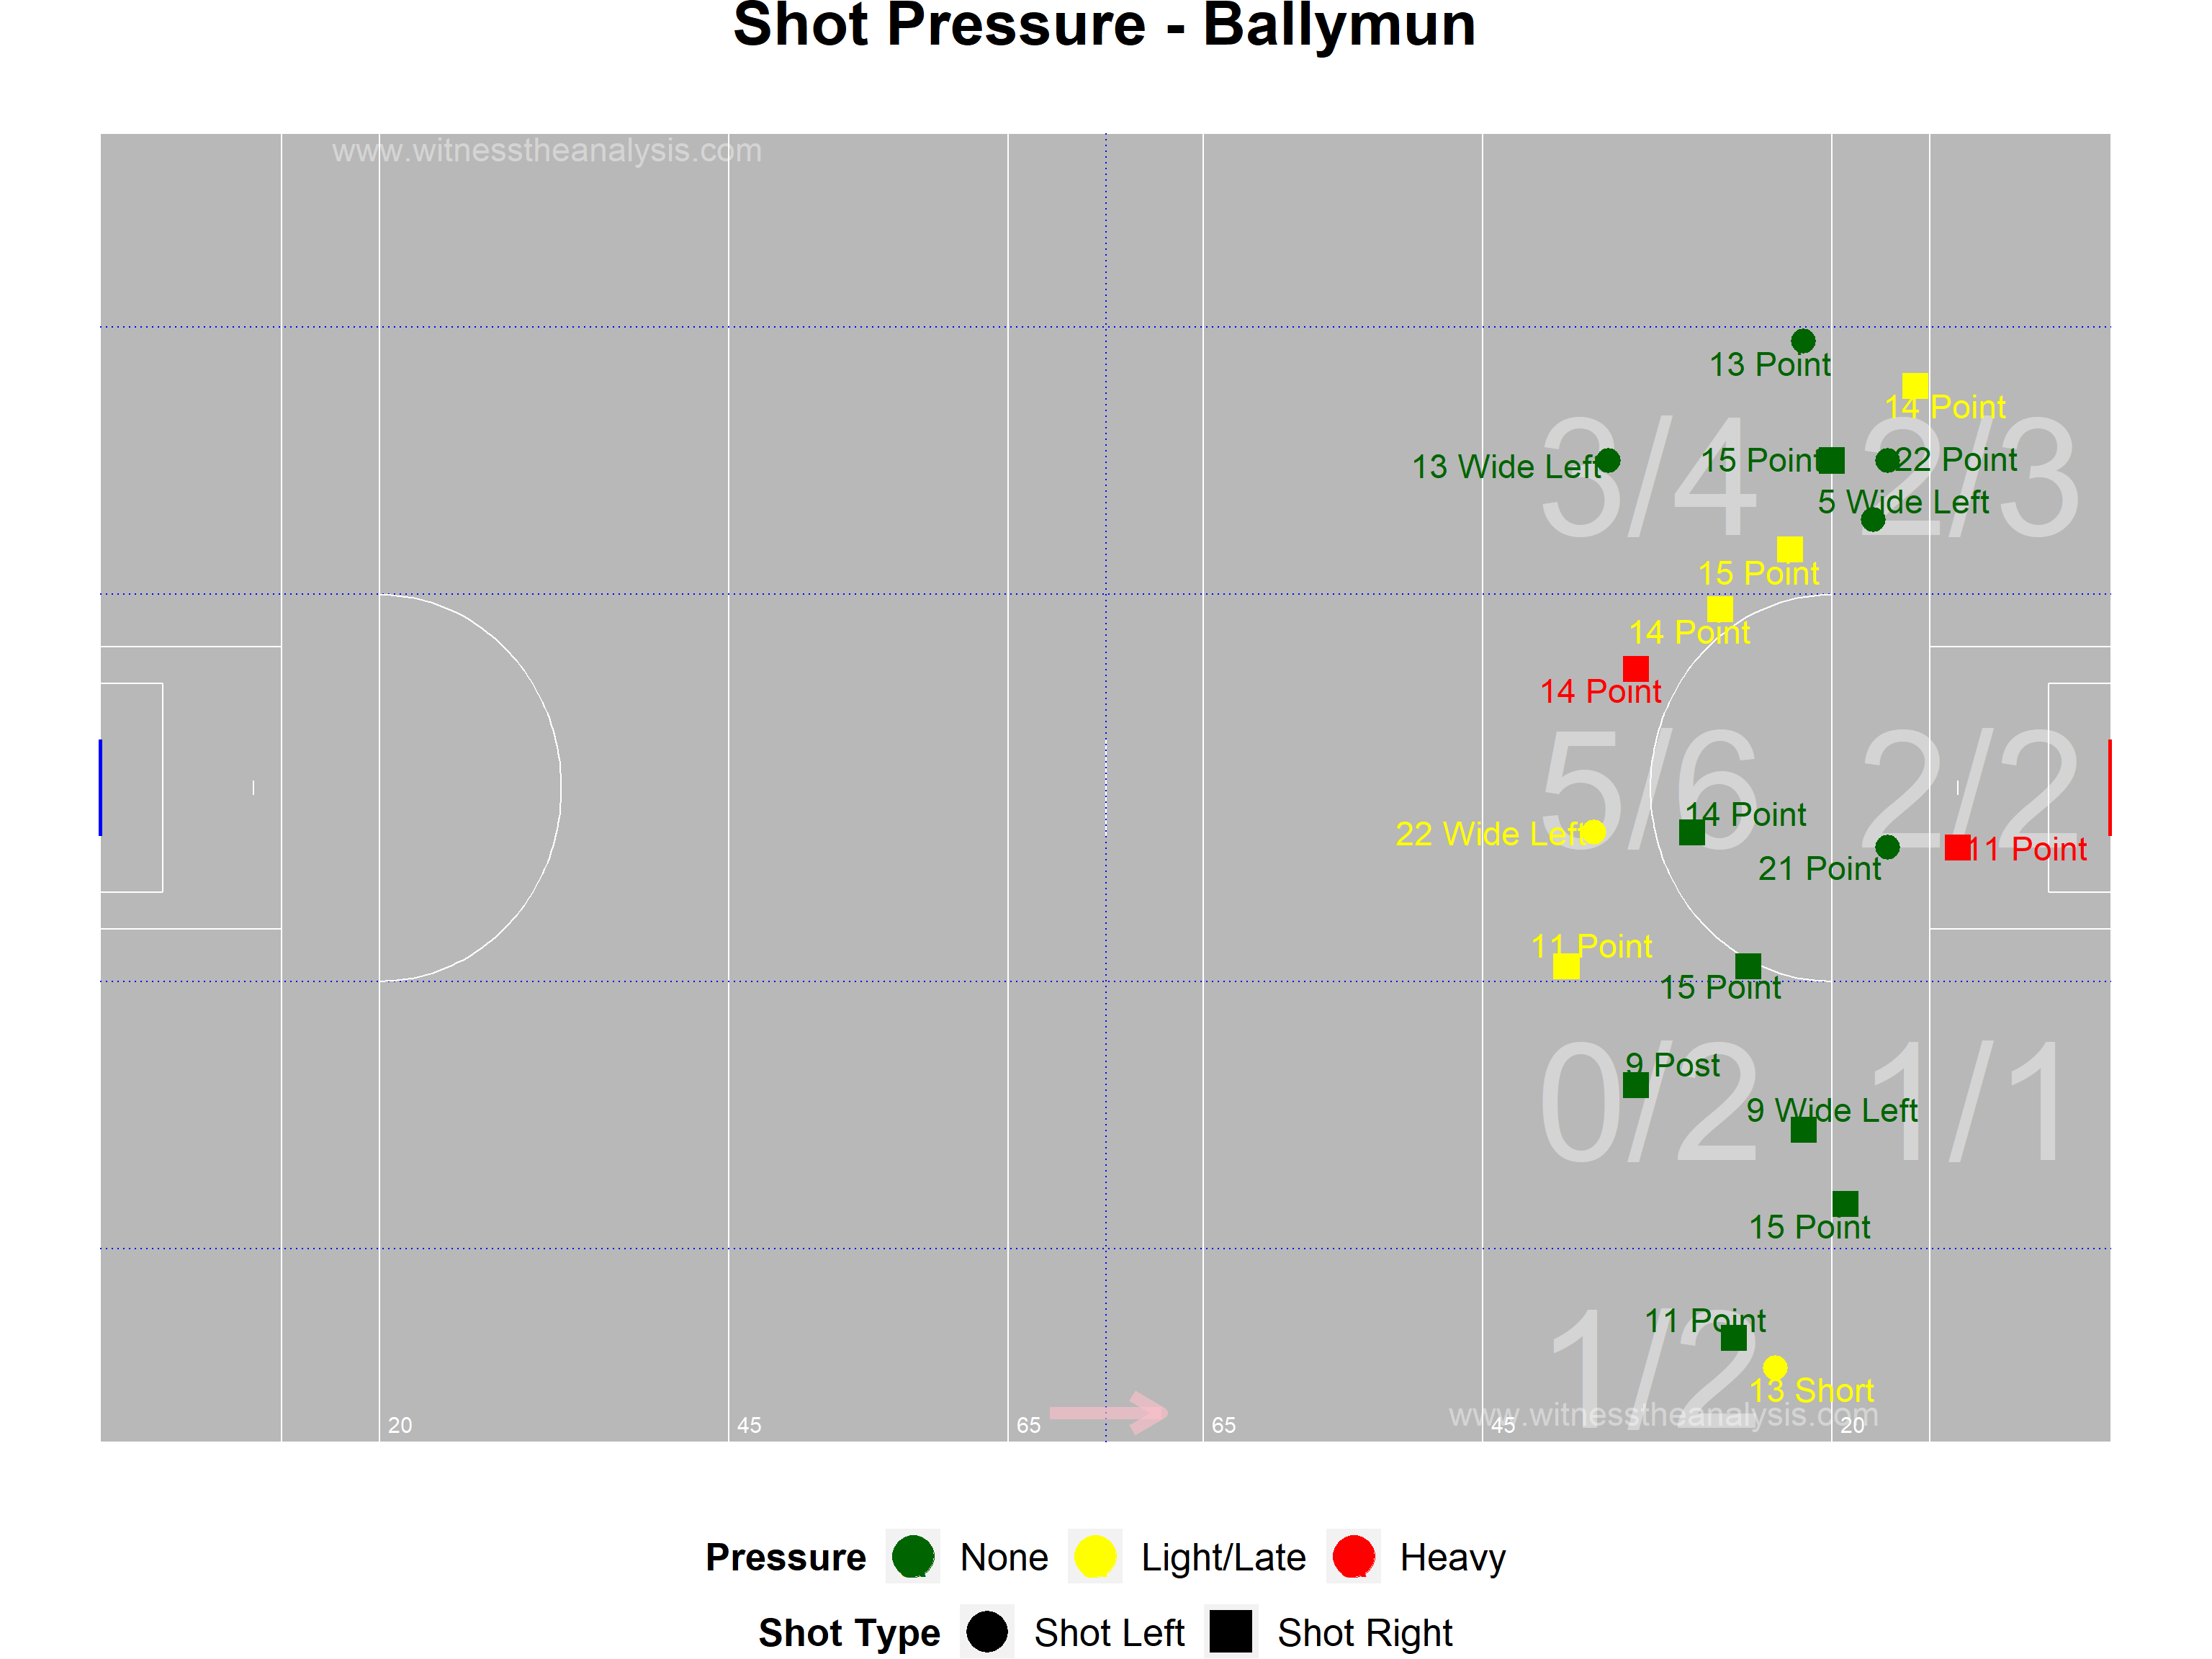 Shot Pressure - Ballymun
www.witnesstheanalysis.com
13 Point
14 Point
3/4
2/3
13 Wide Left
15 Point
22 Point
5 Wide Left
15 Point
14 Point
14 Point
5/6
2/2
14 Point
22 Wide Left
11 Point
21 Point
11 Point
15 Point
9 Post
0/2
1/1
9 Wide Left
15 Point
11 Point
1/2
13 Short
www.witnesstheanalysis.com
20
45
65
65
45
20
Pressure None Light/Late Heavy
Shot Type Shot Left Shot Right